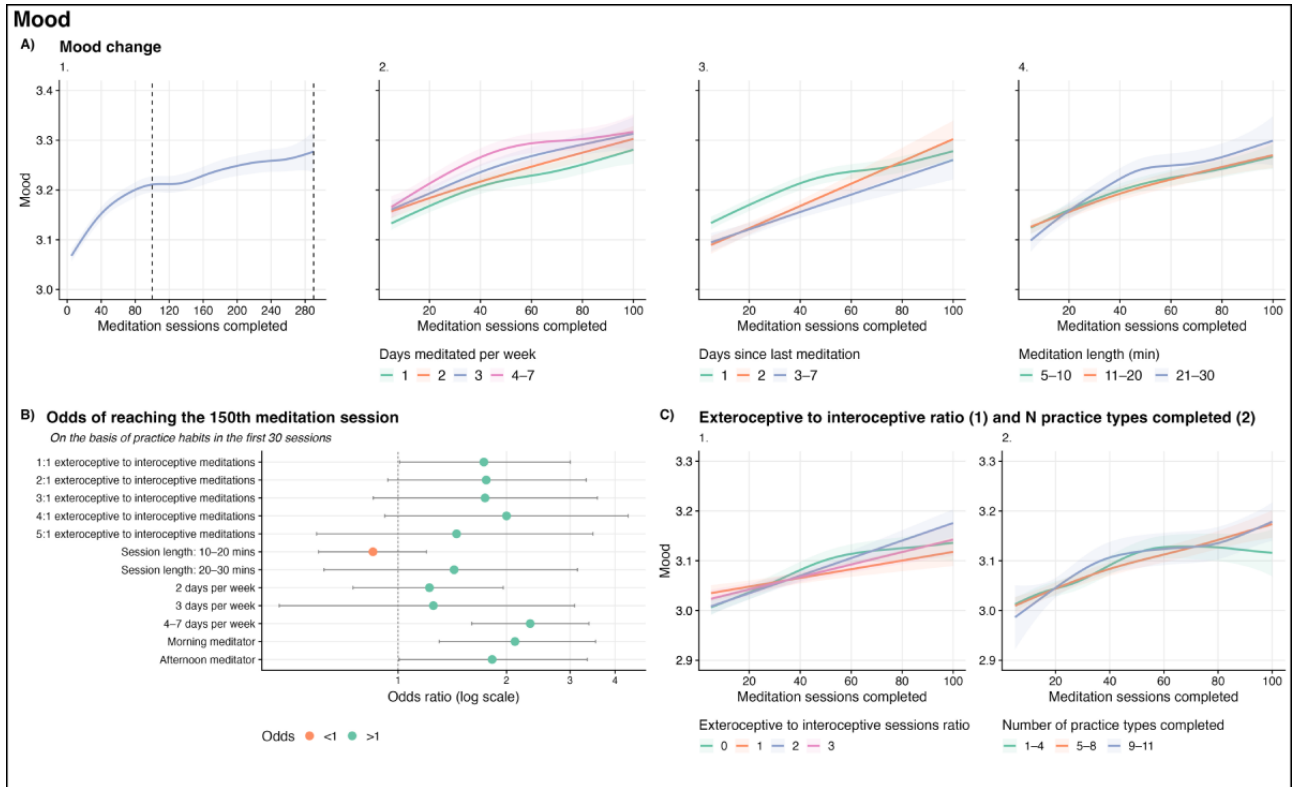 Mood
A) Mood change
1. 2. 3. 4.
3.4
3.3
3.2
3.1
3.0
Mood
0 40 80 120 160 200 240 280
20 40 60 80 100
20 40 60 80 100
20 40 60 80 100
Meditation sessions completed
Meditation sessions completed
Meditation sessions completed
Meditation sessions completed
Days meditated per week
1 2 3 4–7
Days since last meditation
1 2 3–7
Meditation length (min)
5–10 11–20 21–30
B) Odds of reaching the 150th meditation session
On the basis of practice habits in the first 30 sessions
1:1 exteroceptive to interoceptive meditations
2:1 exteroceptive to interoceptive meditations
3:1 exteroceptive to interoceptive meditations
4:1 exteroceptive to interoceptive meditations
5:1 exteroceptive to interoceptive meditations
Session length: 10–20 mins
Session length: 20–30 mins
2 days per week
3 days per week
4–7 days per week
Morning meditator
Afternoon meditator
1 2 3 4
Odds ratio (log scale)
Odds <1 >1
C) Exteroceptive to interoceptive ratio (1) and N practice types completed (2)
1. 2.
3.3
3.2
3.1
3.0
2.9
Mood
3.3
3.2
3.1
3.0
2.9
20 40 60 80 100
20 40 60 80 100
Meditation sessions completed
Meditation sessions completed
Exteroceptive to interoceptive sessions ratio
0 1 2 3
Number of practice types completed
1–4 5–8 9–11